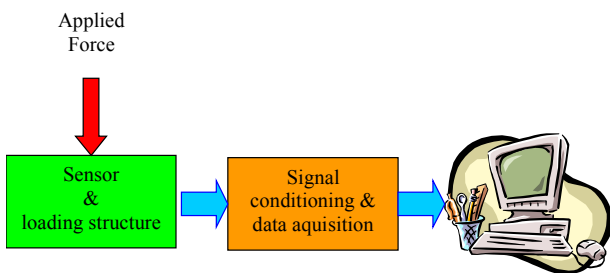 Applied
Force
Sensor
&
loading structure
Signal
conditioning &
data aquisition